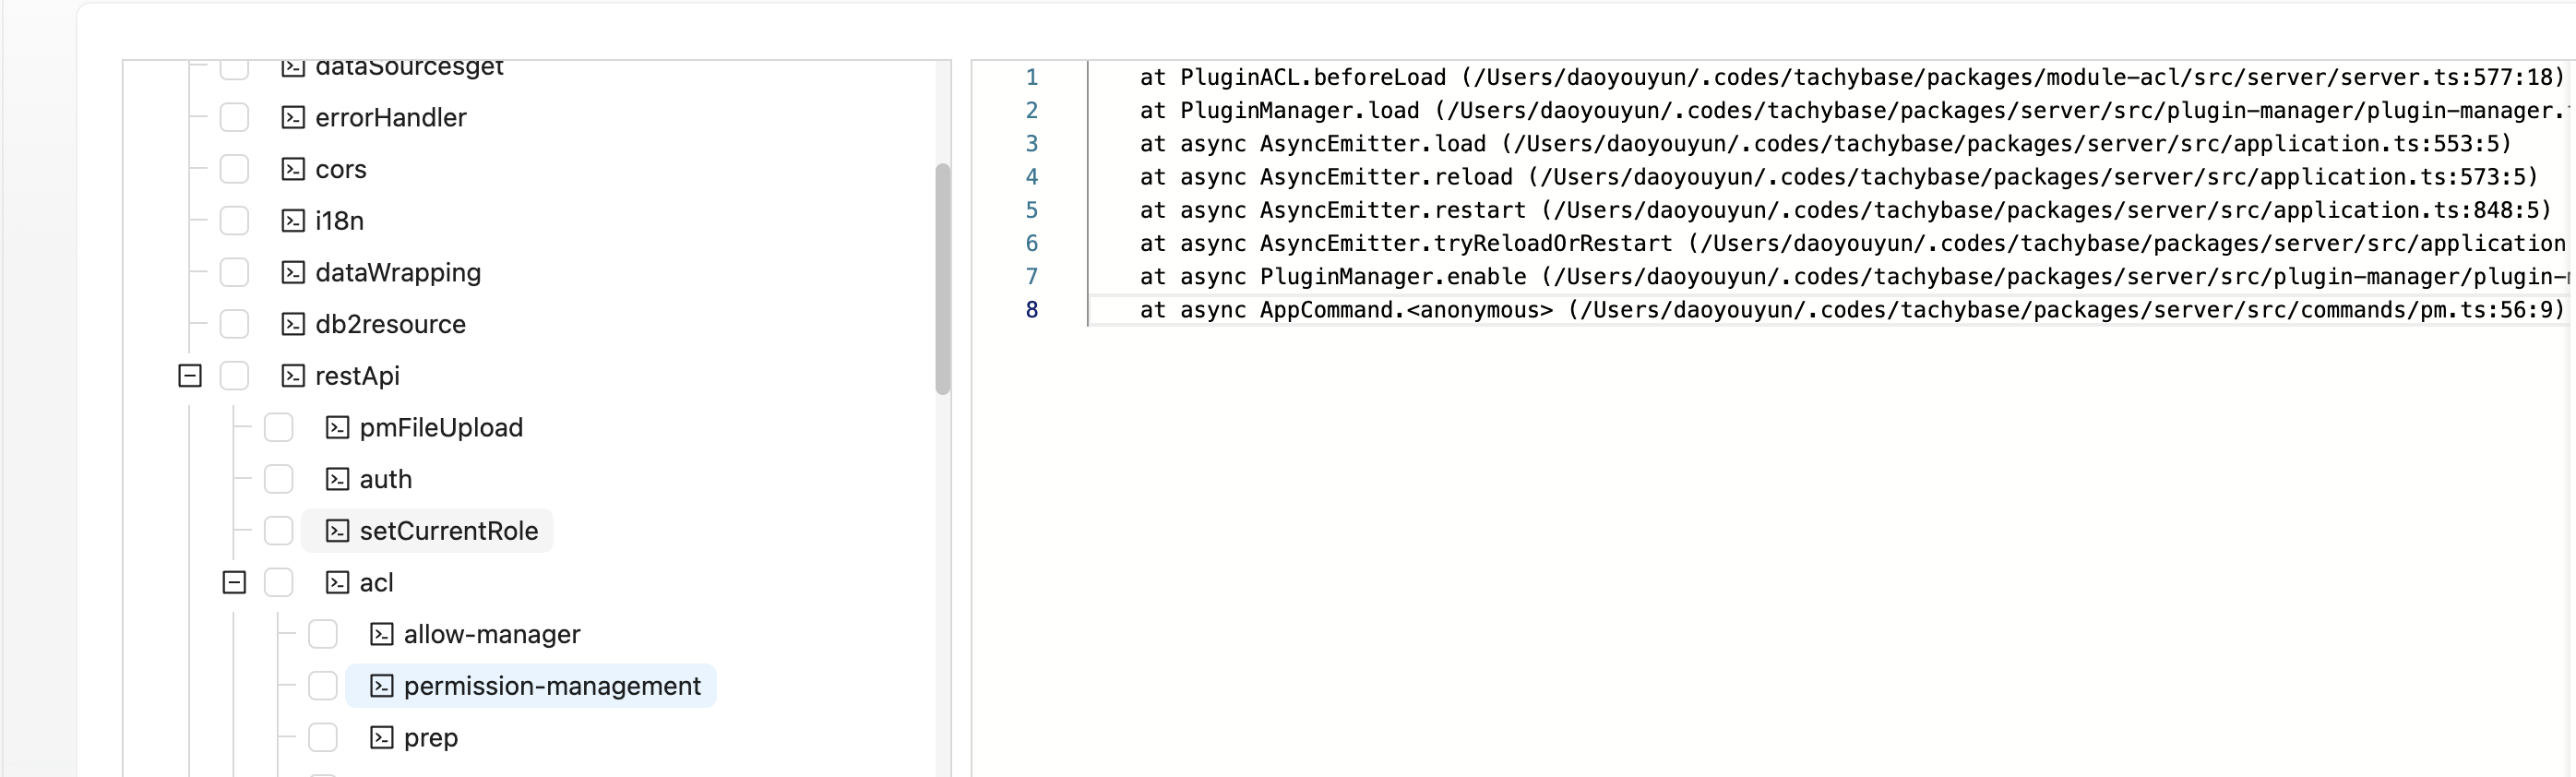 dataSourcesget
errorHandler
cors
i18n
dataWrapping
db2resource
restApi
pmFileUpload
auth
setCurrentRole
acl
allow-manager
permission-management
prep
1 at PluginACL.beforeLoad (/Users/daoyouyun/.codes/tachybase/packages/module-acl/src/server/server.ts:577:18)
2 at PluginManager.load (/Users/daoyouyun/.codes/tachybase/packages/server/src/plugin-manager/plugin-manager.
3 at async AsyncEmitter.load (/Users/daoyouyun/.codes/tachybase/packages/server/src/application.ts:553:5)
4 at async AsyncEmitter.reload (/Users/daoyouyun/.codes/tachybase/packages/server/src/application.ts:573:5)
5 at async AsyncEmitter.restart (/Users/daoyouyun/.codes/tachybase/packages/server/src/application.ts:848:5)
6 at async AsyncEmitter.tryReloadOrRestart (/Users/daoyouyun/.codes/tachybase/packages/server/src/application
7 at async PluginManager.enable (/Users/daoyouyun/.codes/tachybase/packages/server/src/plugin-manager/plugin-
8 at async AppCommand.<anonymous> (/Users/daoyouyun/.codes/tachybase/packages/server/src/commands/pm.ts:56:9)